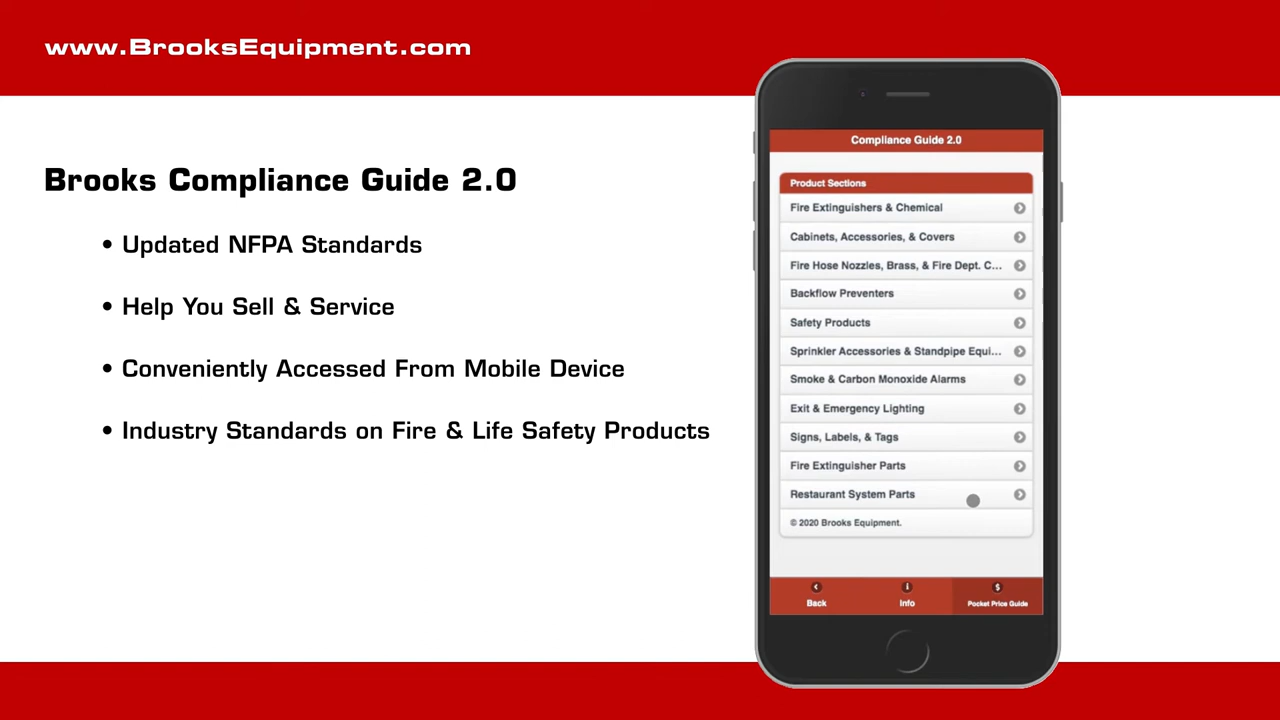 www.BrooksEquipment.com
Brooks Compliance Guide 2.0
• Updated NFPA Standards
• Help You Sell & Service
• Conveniently Accessed From Mobile Device
• Industry Standards on Fire & Life Safety Products
Compliance Guide 2.0
Product Sections
Fire Extinguishers & Chemical
Cabinets, Accessories, & Covers
Fire Hose Nozzles, Brass, & Fire Dept. C...
Backflow Preventers
Safety Products
Sprinkler Accessories & Standpipe Equi...
Smoke & Carbon Monoxide Alarms
Exit & Emergency Lighting
Signs, Labels, & Tags
Fire Extinguisher Parts
Restaurant System Parts
© 2020 Brooks Equipment.
Back Info Pocket Price Guide